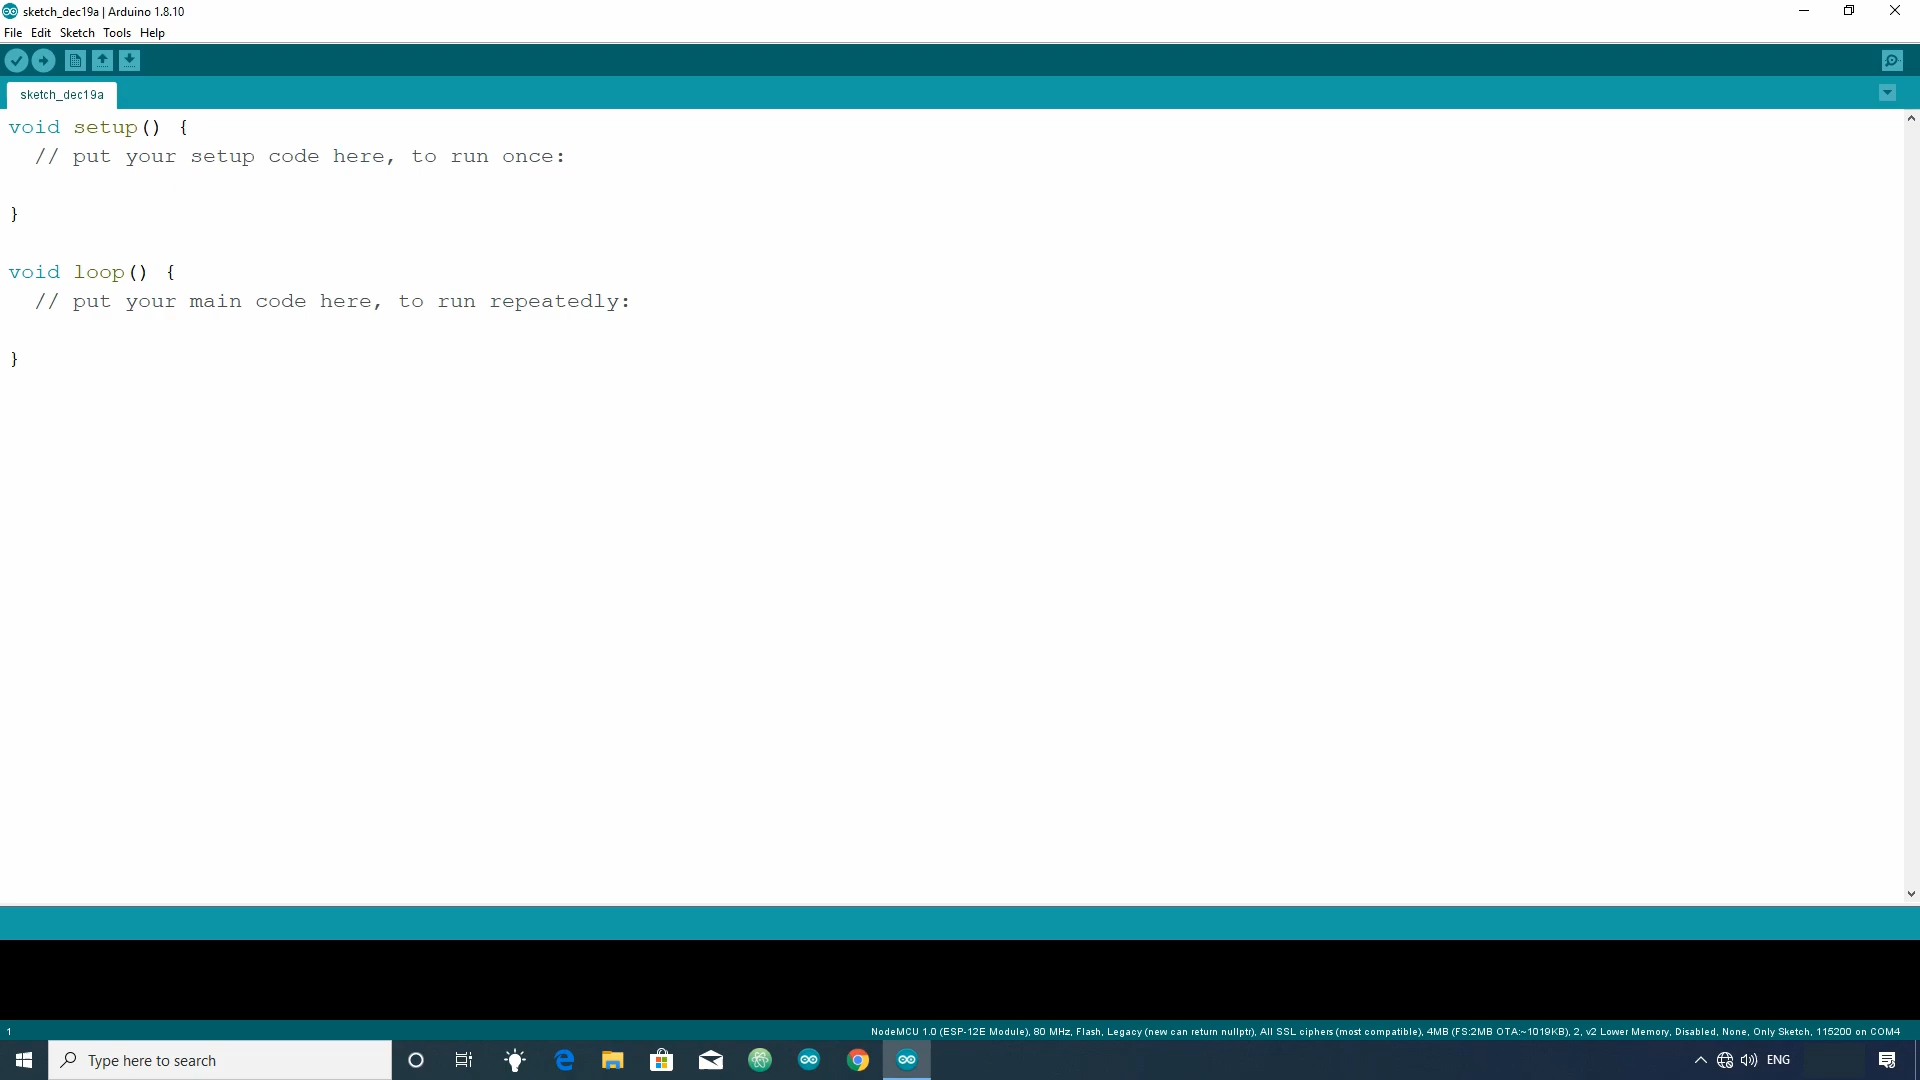 sketch_dec19a | Arduino 1.8.10
File Edit Sketch Tools Help
sketch_dec19a
void setup() {
  // put your setup code here, to run once:
}
void loop() {
  // put your main code here, to run repeatedly:
}
1 NodeMCU 1.0 (ESP-12E Module), 80 MHz, Flash, Legacy (new can return nullptr), All SSL ciphers (most compatible), 4MB (FS:2MB OTA:~1019KB), 2, v2 Lower Memory, Disabled, None, Only Sketch, 115200 on COM4
Type here to search ENG